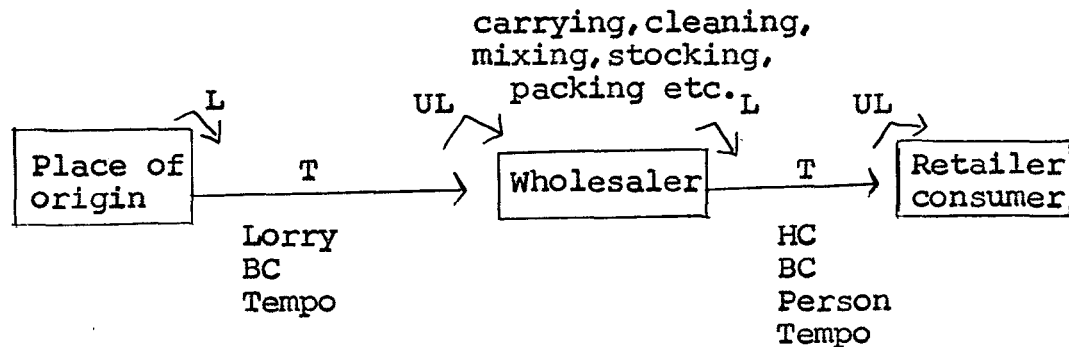 carrying,cleaning,
mixing,stocking,
packing etc.
L
UL
L
UL
Place of
origin
T
Wholesaler
T
Retailer
consumer
Lorry
BC
Tempo
HC
BC
Person
Tempo